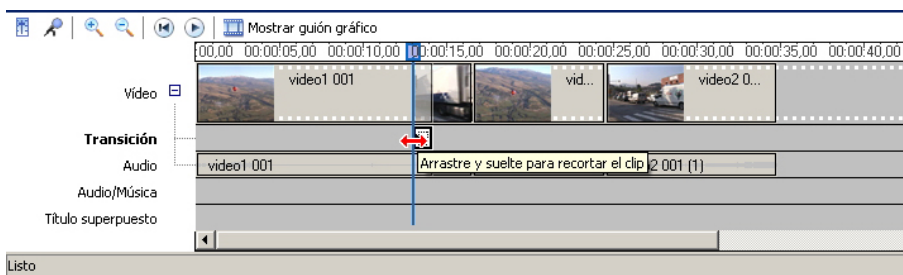 Mostrar guión gráfico
00,00 00:00:05,00 00:00:10,00 0:00:15,00 00:00:20,00 00:00:25,00 00:00:30,00 00:00:35,00 00:00:40,00
Vídeo video1 001 vid... video2 0...
Transición
Audio video1 001 Arrastre y suelte para recortar el clip 2 001 (1)
Audio/Música
Título superpuesto
Listo